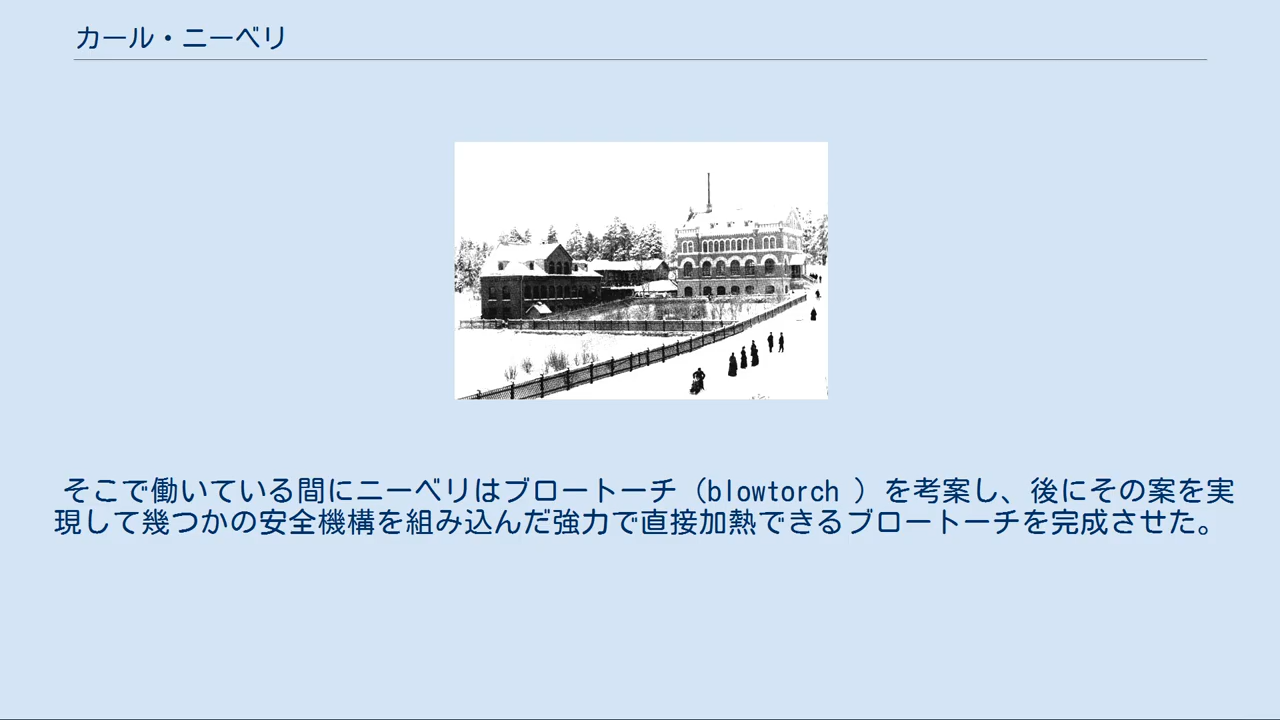 カール・ニーベリ
そこで働いている間にニーベリはブロートーチ（blowtorch ）を考案し、後にその案を実
現して幾つかの安全機構を組み込んだ強力で直接加熱できるブロートーチを完成させた。